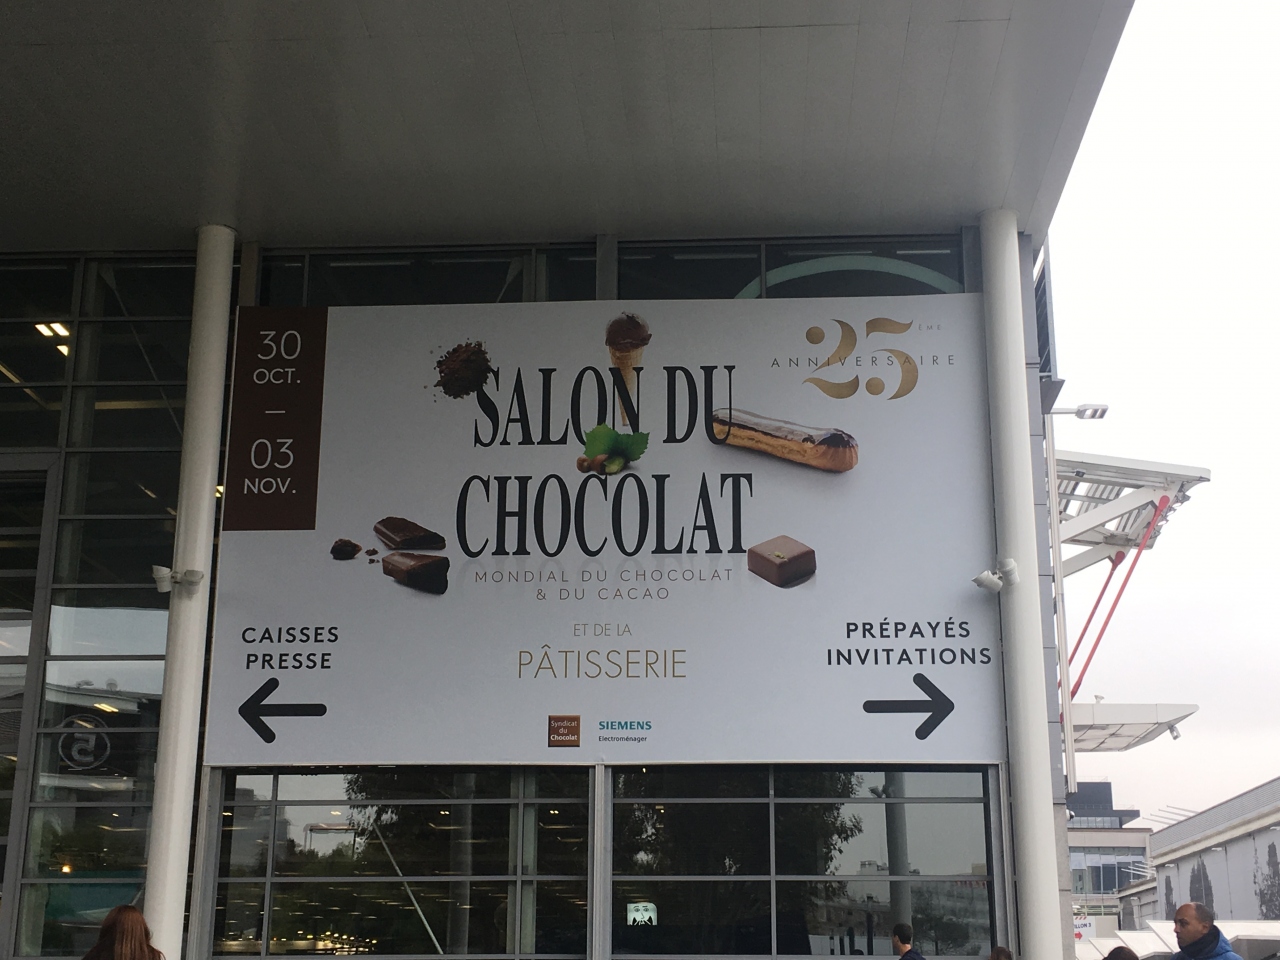 30
OCT.
—
03
NOV.
25ÈME
ANNIVERSAIRE
SALON DU
CHOCOLAT
MONDIAL DU CHOCOLAT
& DU CACAO
ET DE LA
PÂTISSERIE
CAISSES
PRESSE
PRÉPAYÉS
INVITATIONS
Syndicat
du
Chocolat
SIEMENS
Electroménager
5